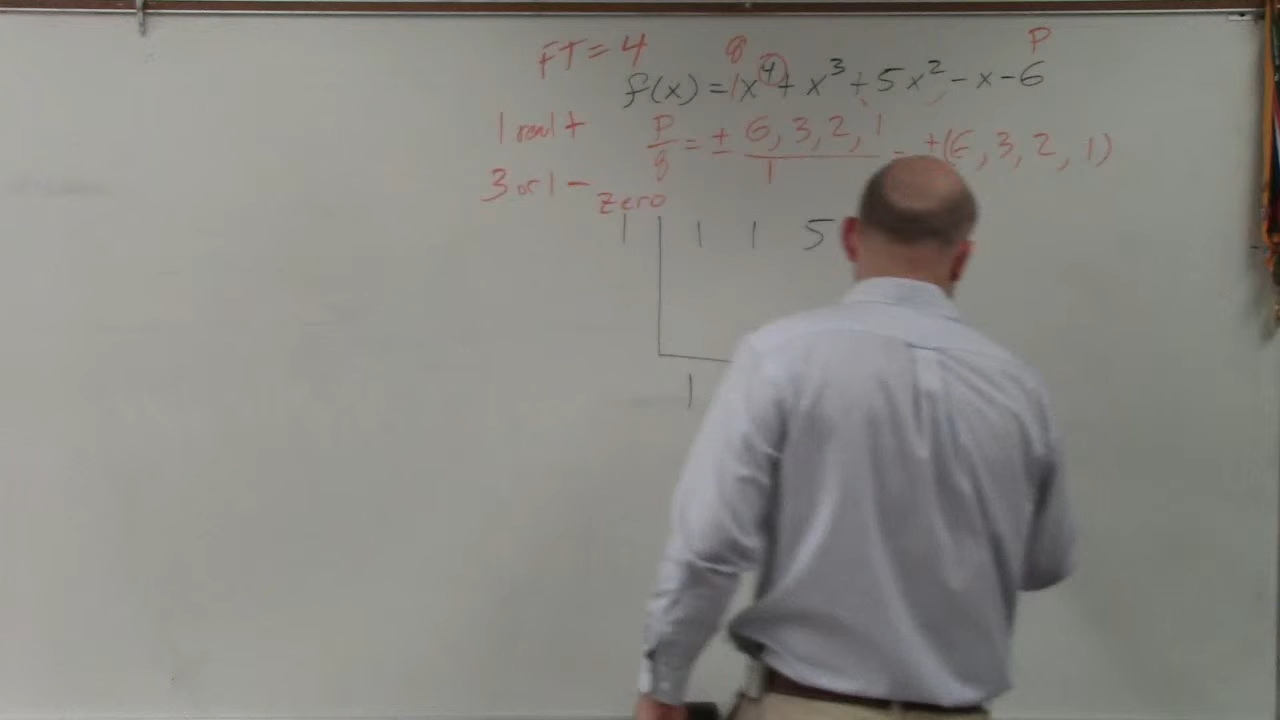 FT = 4 q P
f(x) = 1x⁴ + x³ + 5x² - x - 6
1 real + P/q = ± 6, 3, 2, 1 / 1 = ±(6, 3, 2, 1)
3 or 1 - zero
1 | 1 1 5
1